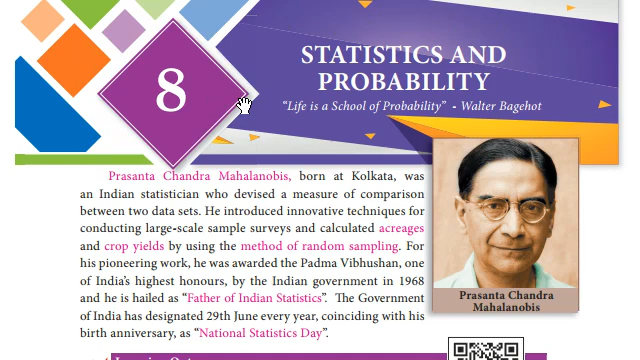 8
STATISTICS AND
PROBABILITY
“Life is a School of Probability” - Walter Bagehot
Prasanta Chandra Mahalanobis, born at Kolkata, was
an Indian statistician who devised a measure of comparison
between two data sets. He introduced innovative techniques for
conducting large-scale sample surveys and calculated acreages
and crop yields by using the method of random sampling. For
his pioneering work, he was awarded the Padma Vibhushan, one
of India’s highest honours, by the Indian government in 1968
and he is hailed as “Father of Indian Statistics”. The Government
of India has designated 29th June every year, coinciding with his
birth anniversary, as “National Statistics Day”.
Prasanta Chandra
Mahalanobis